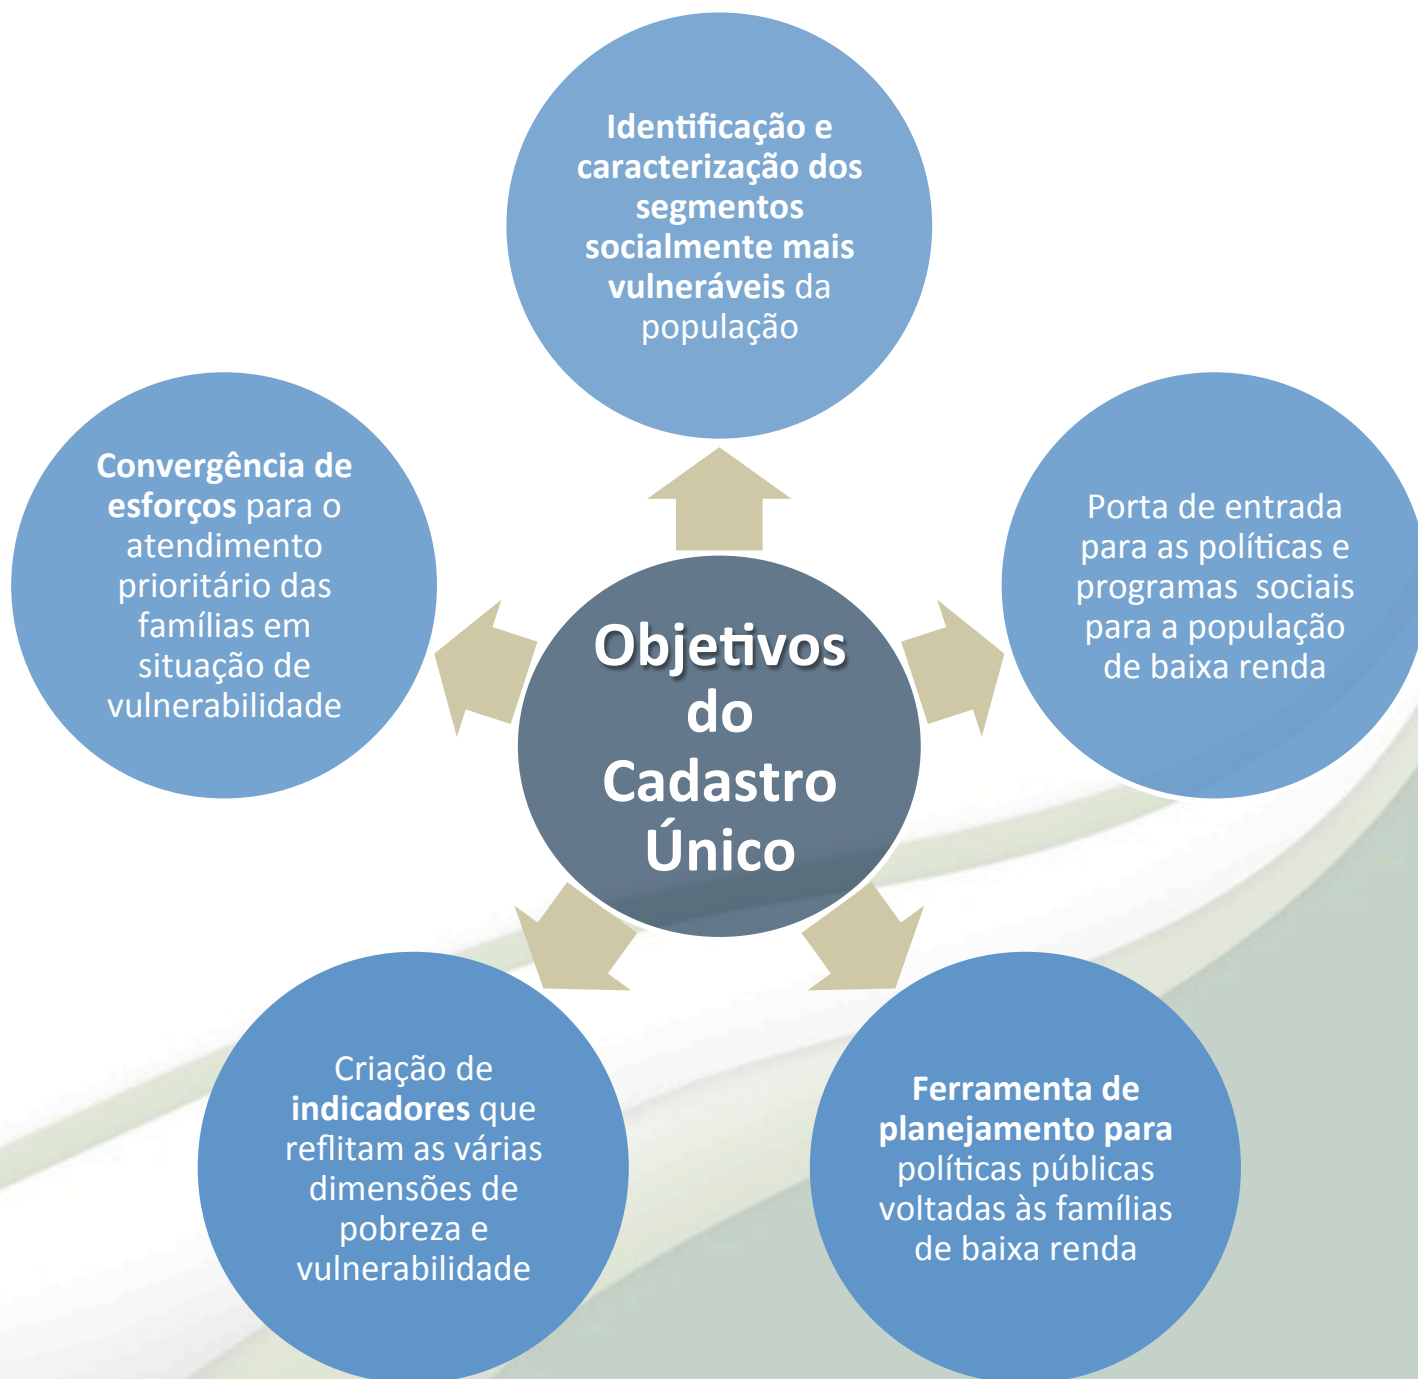 Identificação e
caracterização dos
segmentos
socialmente mais
vulneráveis da
população
Convergência de
esforços para o
atendimento
prioritário das
famílias em
situação de
vulnerabilidade
Porta de entrada
para as políticas e
programas  sociais
para a população
de baixa renda
Objetivos
do
Cadastro
Único
Criação de
indicadores que
reflitam as várias
dimensões de
pobreza e
vulnerabilidade
Ferramenta de
planejamento para
políticas públicas
voltadas às famílias
de baixa renda